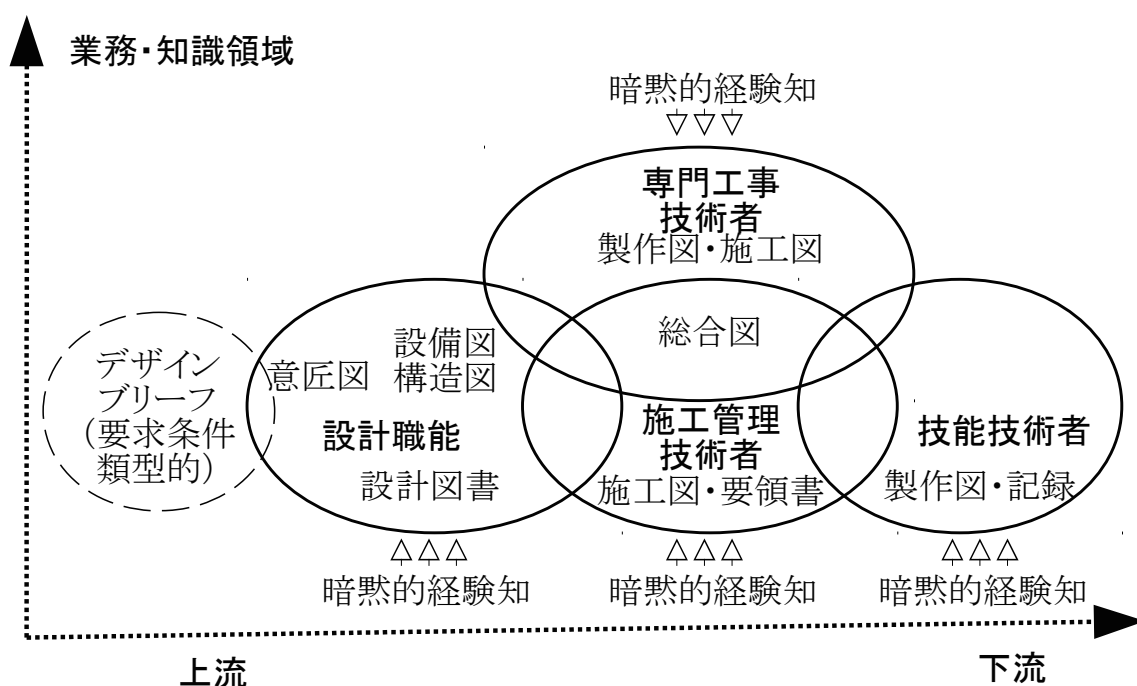 業務・知識領域
暗黙的経験知
専門工事
技術者
製作図・施工図
総合図
デザイン
ブリーフ
(要求条件
類型的)
設備図
意匠図
構造図
設計職能
設計図書
施工管理
技術者
施工図・要領書
技能技術者
製作図・記録
暗黙的経験知
暗黙的経験知
暗黙的経験知
上流
下流